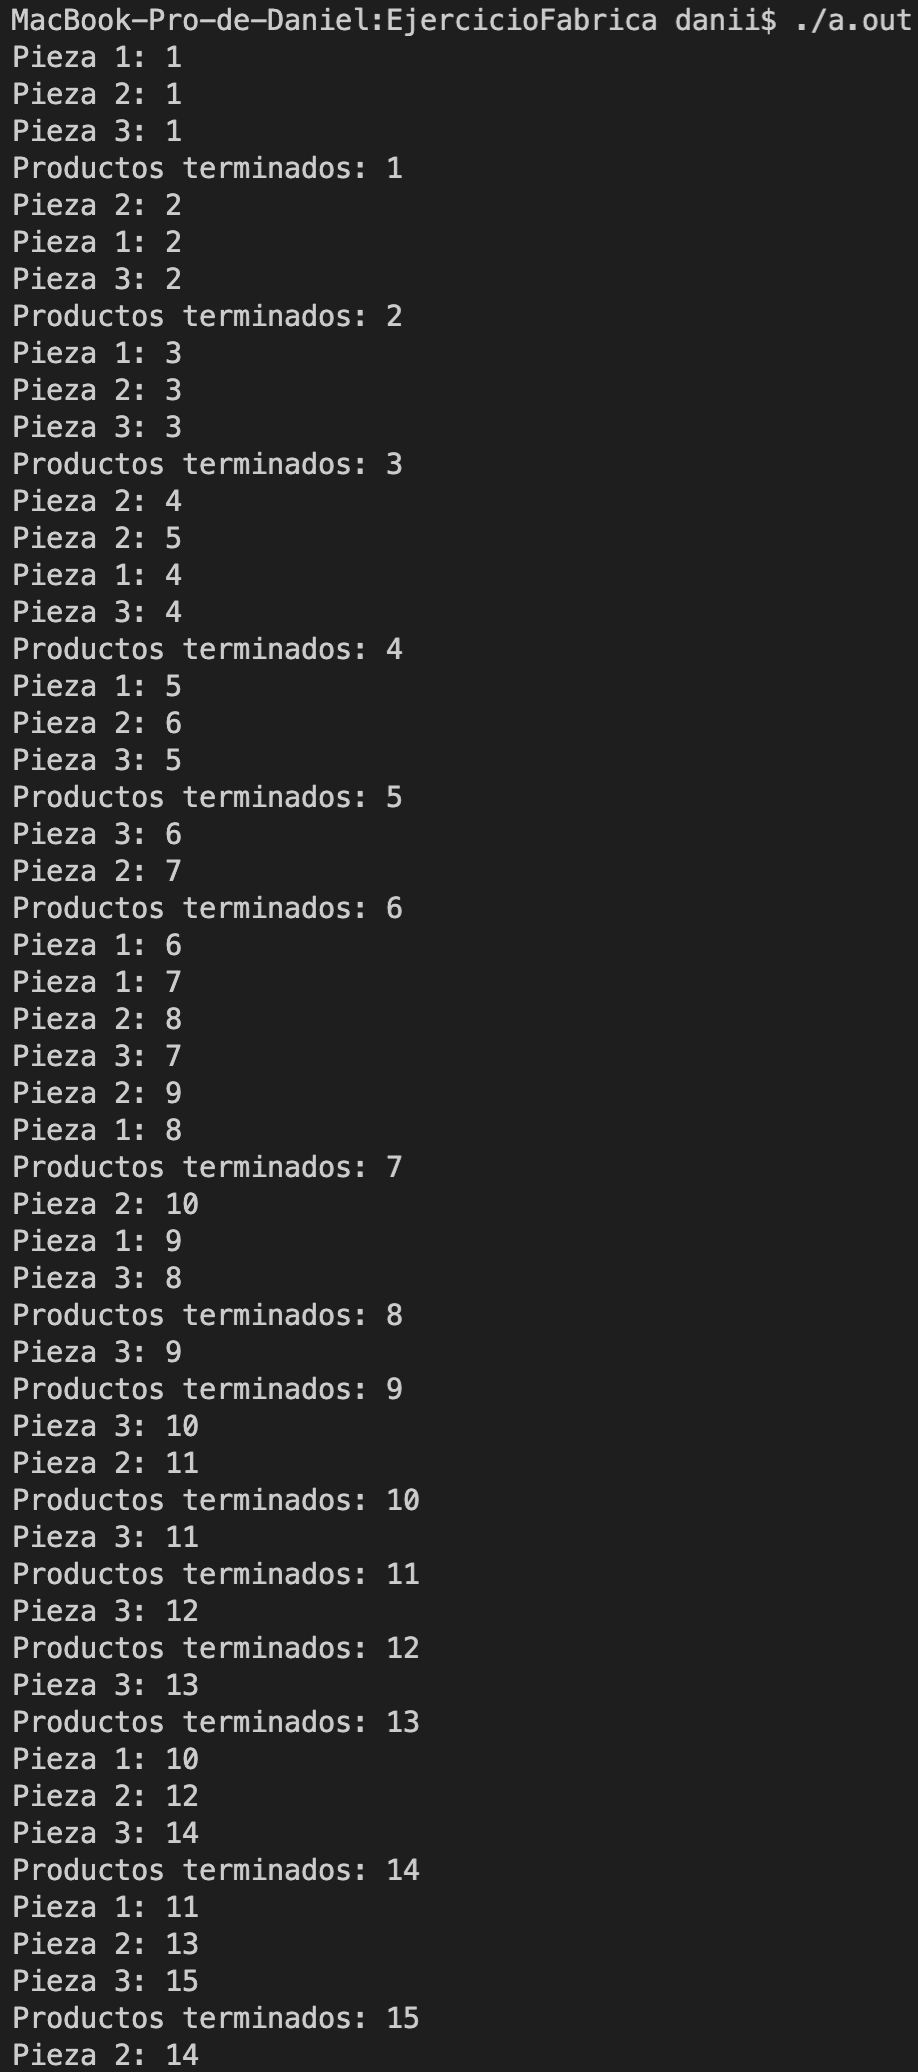 MacBook-Pro-de-Daniel:EjercicioFabrica danii$ ./a.out
Pieza 1: 1
Pieza 2: 1
Pieza 3: 1
Productos terminados: 1
Pieza 2: 2
Pieza 1: 2
Pieza 3: 2
Productos terminados: 2
Pieza 1: 3
Pieza 2: 3
Pieza 3: 3
Productos terminados: 3
Pieza 2: 4
Pieza 2: 5
Pieza 1: 4
Pieza 3: 4
Productos terminados: 4
Pieza 1: 5
Pieza 2: 6
Pieza 3: 5
Productos terminados: 5
Pieza 3: 6
Pieza 2: 7
Productos terminados: 6
Pieza 1: 6
Pieza 1: 7
Pieza 2: 8
Pieza 3: 7
Pieza 2: 9
Pieza 1: 8
Productos terminados: 7
Pieza 2: 10
Pieza 1: 9
Pieza 3: 8
Productos terminados: 8
Pieza 3: 9
Productos terminados: 9
Pieza 3: 10
Pieza 2: 11
Productos terminados: 10
Pieza 3: 11
Productos terminados: 11
Pieza 3: 12
Productos terminados: 12
Pieza 3: 13
Productos terminados: 13
Pieza 1: 10
Pieza 2: 12
Pieza 3: 14
Productos terminados: 14
Pieza 1: 11
Pieza 2: 13
Pieza 3: 15
Productos terminados: 15
Pieza 2: 14